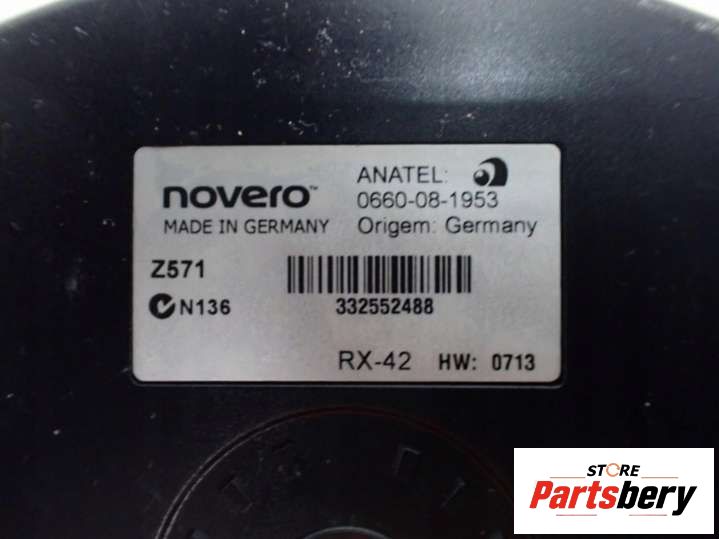 novero™
MADE IN GERMANY
ANATEL:
0660-08-1953
Origem: Germany
Z571
N136
332552488
RX-42 HW: 0713
STORE
Partsbery